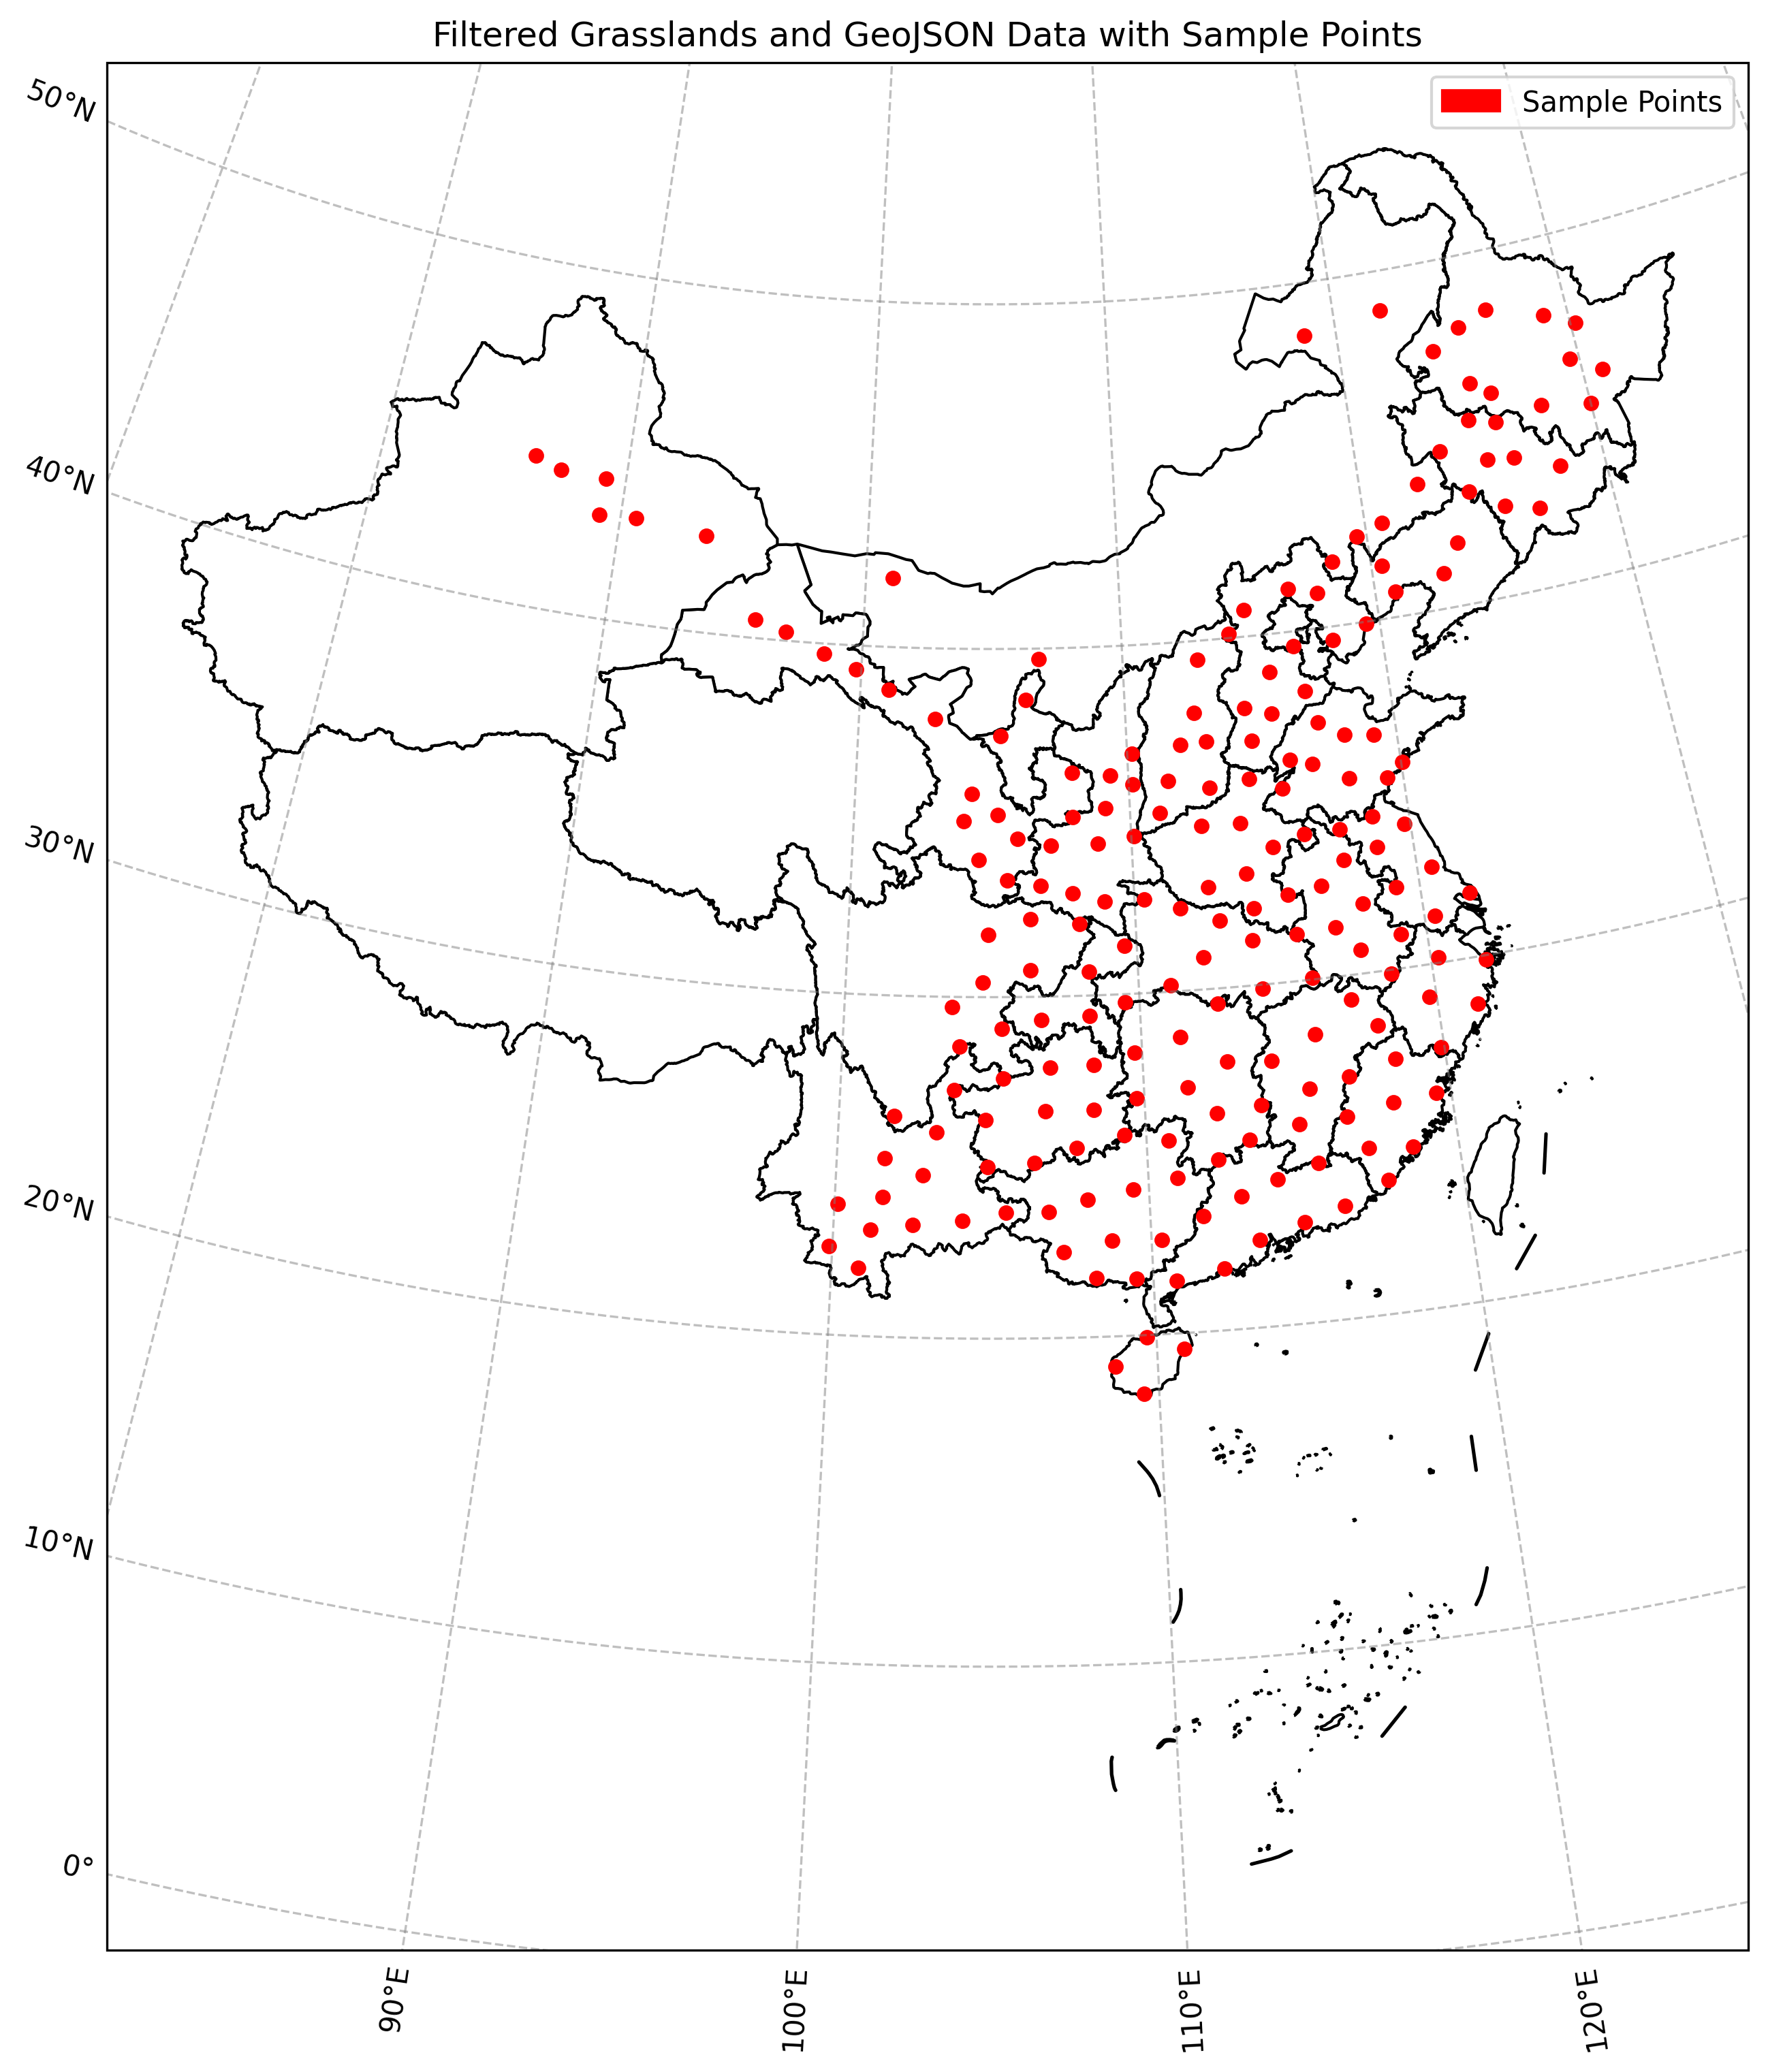 Filtered Grasslands and GeoJSON Data with Sample Points
Sample Points
50°N
40°N
30°N
20°N
10°N
0°
90°E
100°E
110°E
120°E